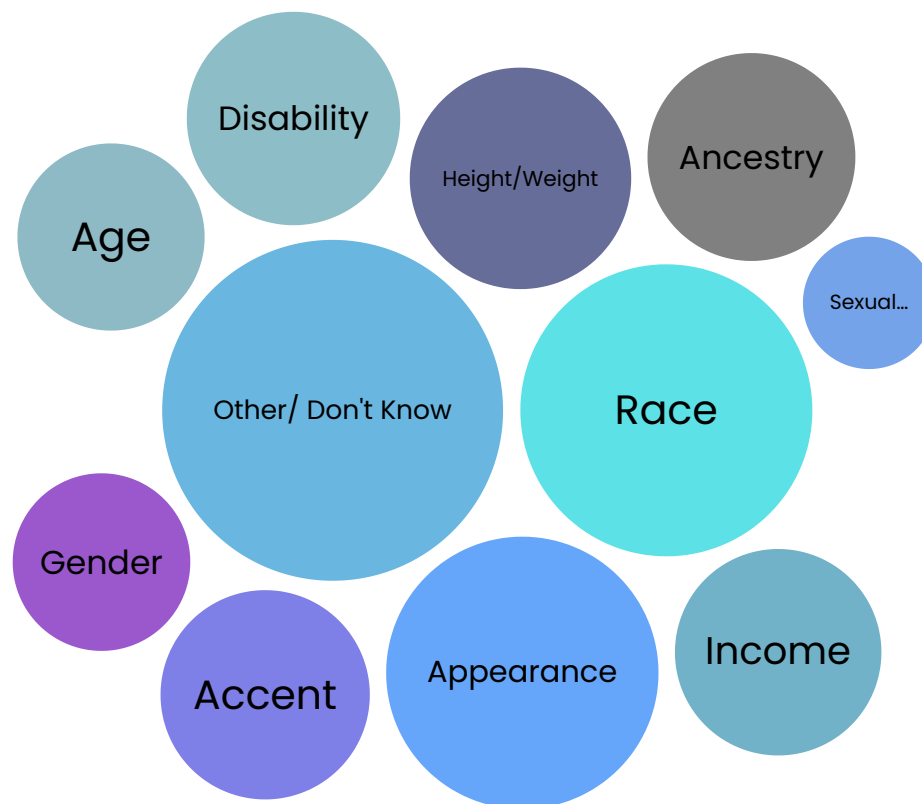 Disability
Ancestry
Height/Weight
Age
Sexual...
Other/ Don't Know
Race
Gender
Income
Appearance
Accent